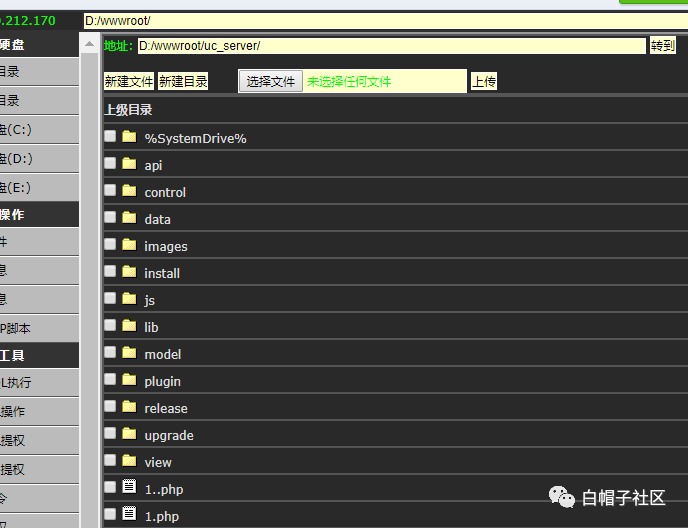 .212.170
D:/wwwroot/
硬盘
目录
目录
盘(C:)
盘(D:)
盘(E:)
操作
件
息
息
P脚本
工具
L执行
操作
提权
提权
令
地址: D:/wwwroot/uc_server/ 转到
新建文件 新建目录 选择文件 未选择任何文件 上传
上级目录
%SystemDrive%
api
control
data
images
install
js
lib
model
plugin
release
upgrade
view
1..php
1.php
白帽子社区